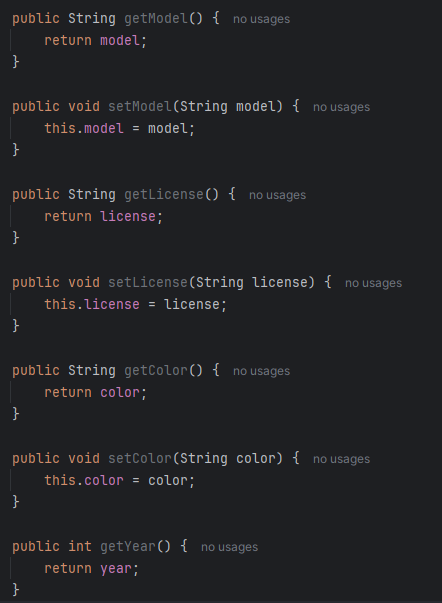 public String getModel() { no usages
    return model;
}

public void setModel(String model) { no usages
    this.model = model;
}

public String getLicense() { no usages
    return license;
}

public void setLicense(String license) { no usages
    this.license = license;
}

public String getColor() { no usages
    return color;
}

public void setColor(String color) { no usages
    this.color = color;
}

public int getYear() { no usages
    return year;
}